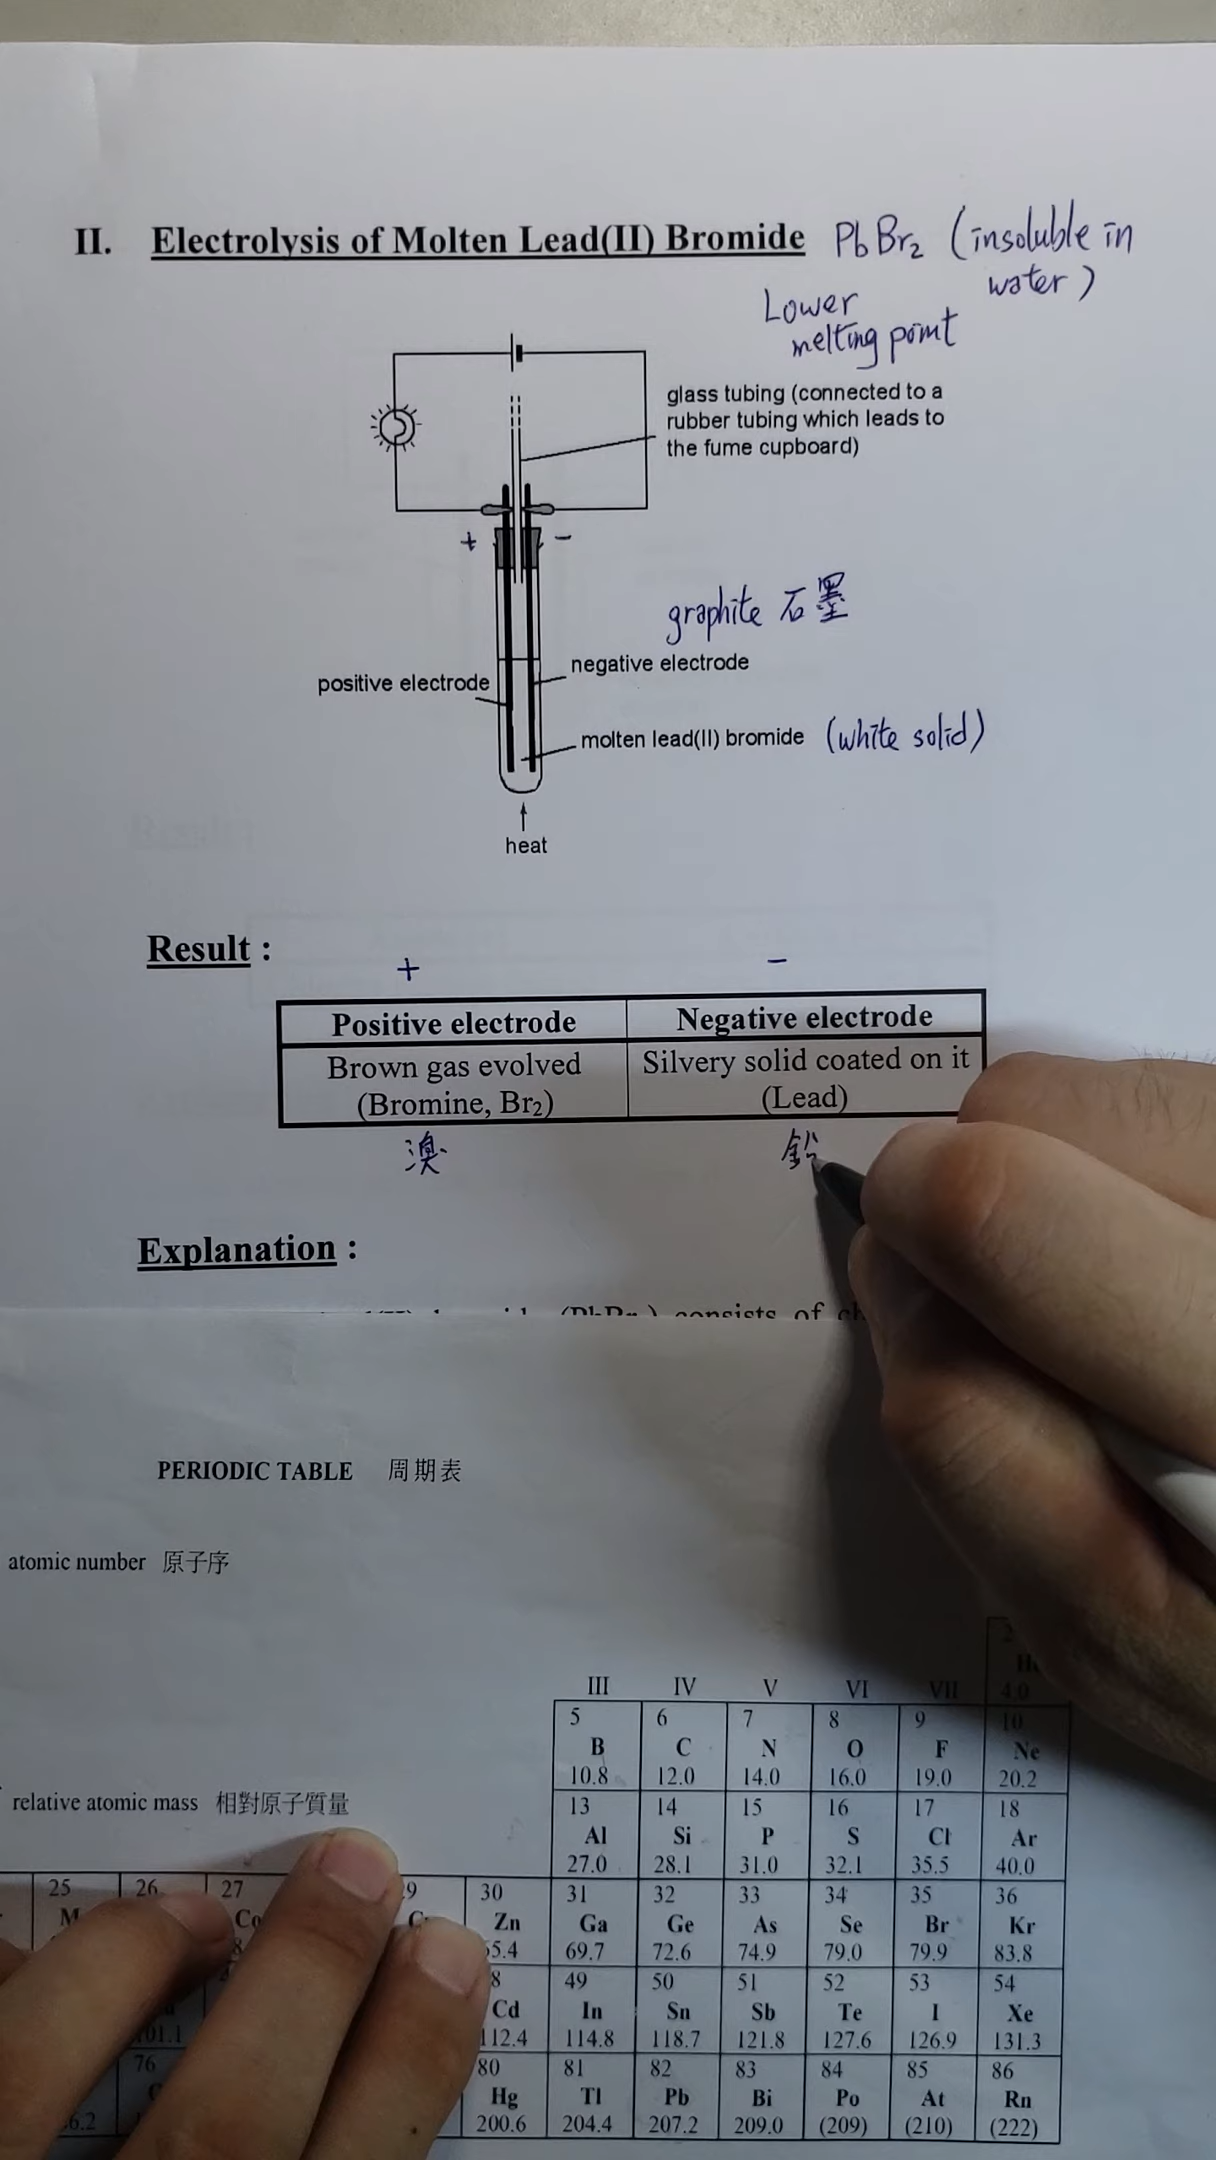 II. Electrolysis of Molten Lead(II) Bromide PbBr₂ (insoluble in
water)
Lower
melting point
glass tubing (connected to a
rubber tubing which leads to
the fume cupboard)
+ -
graphite 石墨
negative electrode
positive electrode
molten lead(II) bromide (white solid)
heat
Result :
+ -
Positive electrode Negative electrode
Brown gas evolved Silvery solid coated on it
(Bromine, Br₂) (Lead)
溴 鉛
Explanation :
consists of
PERIODIC TABLE 周期表
atomic number 原子序
III IV V VI VII 4.0
5 6 7 8 9 10
B C N O F Ne
10.8 12.0 14.0 16.0 19.0 20.2
relative atomic mass 相對原子質量
13 14 15 16 17 18
Al Si P S Cl Ar
27.0 28.1 31.0 32.1 35.5 40.0
25 26 27 30 31 32 33 34 35 36
Co Zn Ga Ge As Se Br Kr
69.7 72.6 74.9 79.0 79.9 83.8
49 50 51 52 53 54
Cd In Sn Sb Te I Xe
112.4 114.8 118.7 121.8 127.6 126.9 131.3
76 80 81 82 83 84 85 86
Hg Tl Pb Bi Po At Rn
200.6 204.4 207.2 209.0 (209) (210) (222)